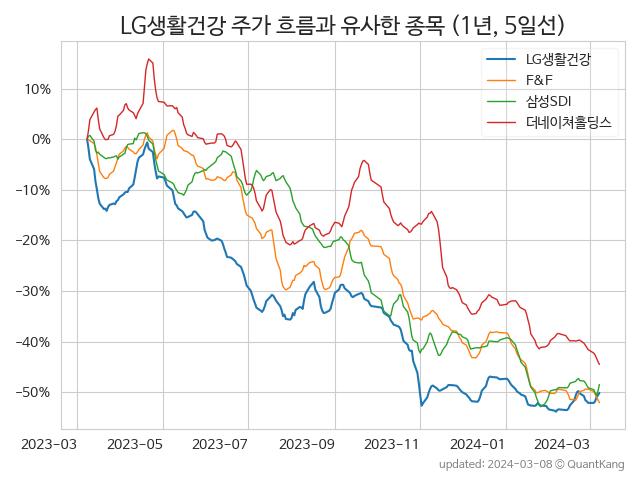 LG생활건강 주가 흐름과 유사한 종목 (1년, 5일선)
LG생활건강
F&F
삼성SDI
더네이쳐홀딩스
10%
0%
−10%
−20%
−30%
−40%
−50%
2023−03 2023−05 2023−07 2023−09 2023−11 2024−01 2024−03
updated: 2024-03-08 © QuantKang